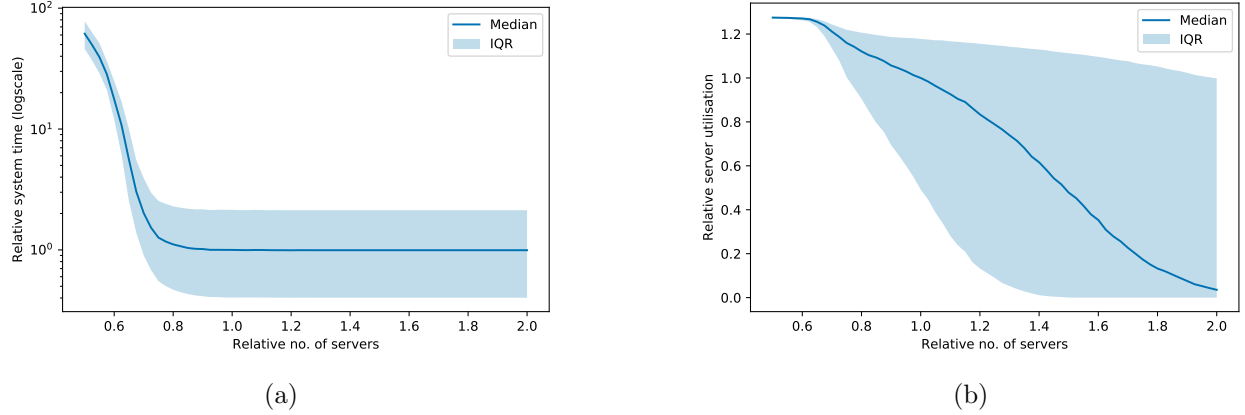 Relative system time (logscale)
10²
10¹
10⁰
0.6 0.8 1.0 1.2 1.4 1.6 1.8 2.0
Relative no. of servers
Median
IQR
(a)
Relative server utilisation
1.2
1.0
0.8
0.6
0.4
0.2
0.0
0.6 0.8 1.0 1.2 1.4 1.6 1.8 2.0
Relative no. of servers
Median
IQR
(b)